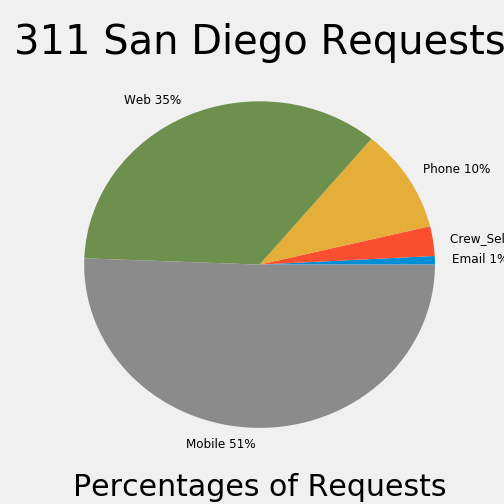 311 San Diego Requests
Web 35%
Phone 10%
Crew_Sel
Email 1%
Mobile 51%
Percentages of Requests